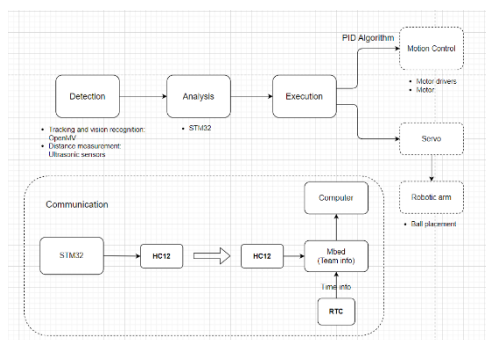 PID Algorithm
Motion Control
• Motor drivers
• Motor
Detection
Analysis
Execution
• Tracking and vision recognition:
OpenMV
• Distance measurement:
Ultrasonic sensors
• STM32
Servo
Robotic arm
• Ball placement
Communication
Computer
STM32
HC12
HC12
Mbed
(Team info)
Time info
RTC